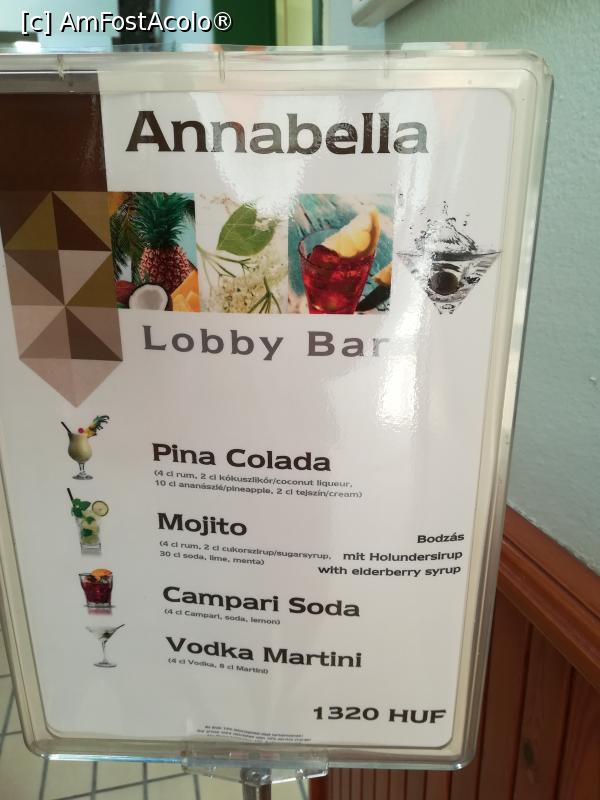 [c] AmFostAcolo®
Annabella
Lobby Bar
Pina Colada
(4 cl rum, 2 cl kókuszlikőr/coconut liqueur,
10 cl ananászlé/pineapple, 2 cl tejszín/cream)
Mojito
(4 cl rum, 2 cl cukorszirup/sugarsyrup,
30 cl soda, lime, menta)
Bodzás
mit Holundersirup
with elderberry syrup
Campari Soda
(4 cl Campari, soda, lemon)
Vodka Martini
(4 cl Vodka, 8 cl Martini)
1320 HUF